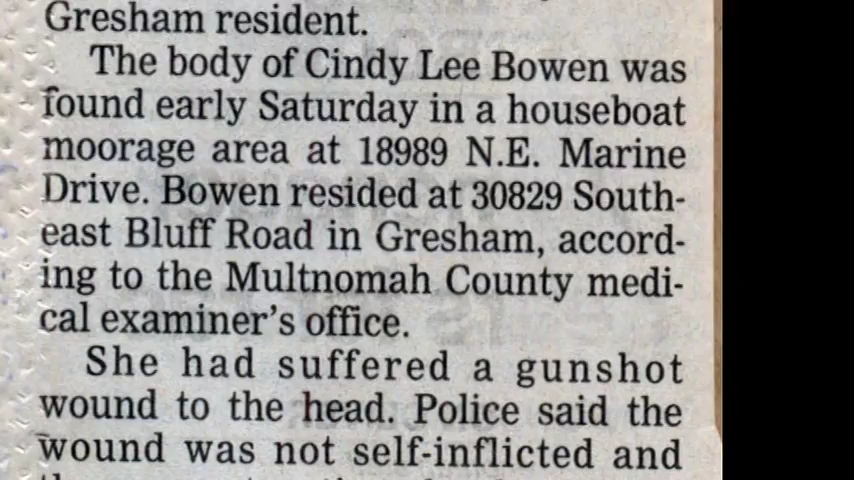 Gresham resident.
The body of Cindy Lee Bowen was
found early Saturday in a houseboat
moorage area at 18989 N.E. Marine
Drive. Bowen resided at 30829 South-
east Bluff Road in Gresham, accord-
ing to the Multnomah County medi-
cal examiner's office.
She had suffered a gunshot
wound to the head. Police said the
wound was not self-inflicted and